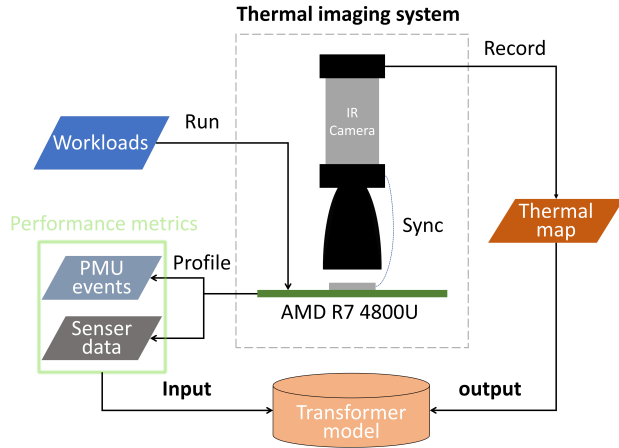 Thermal imaging system
Record
IR
Camera
Run
Workloads
Thermal
map
Sync
Performance metrics
PMU
events
Profile
Senser
data
AMD R7 4800U
Input
output
Transformer
model